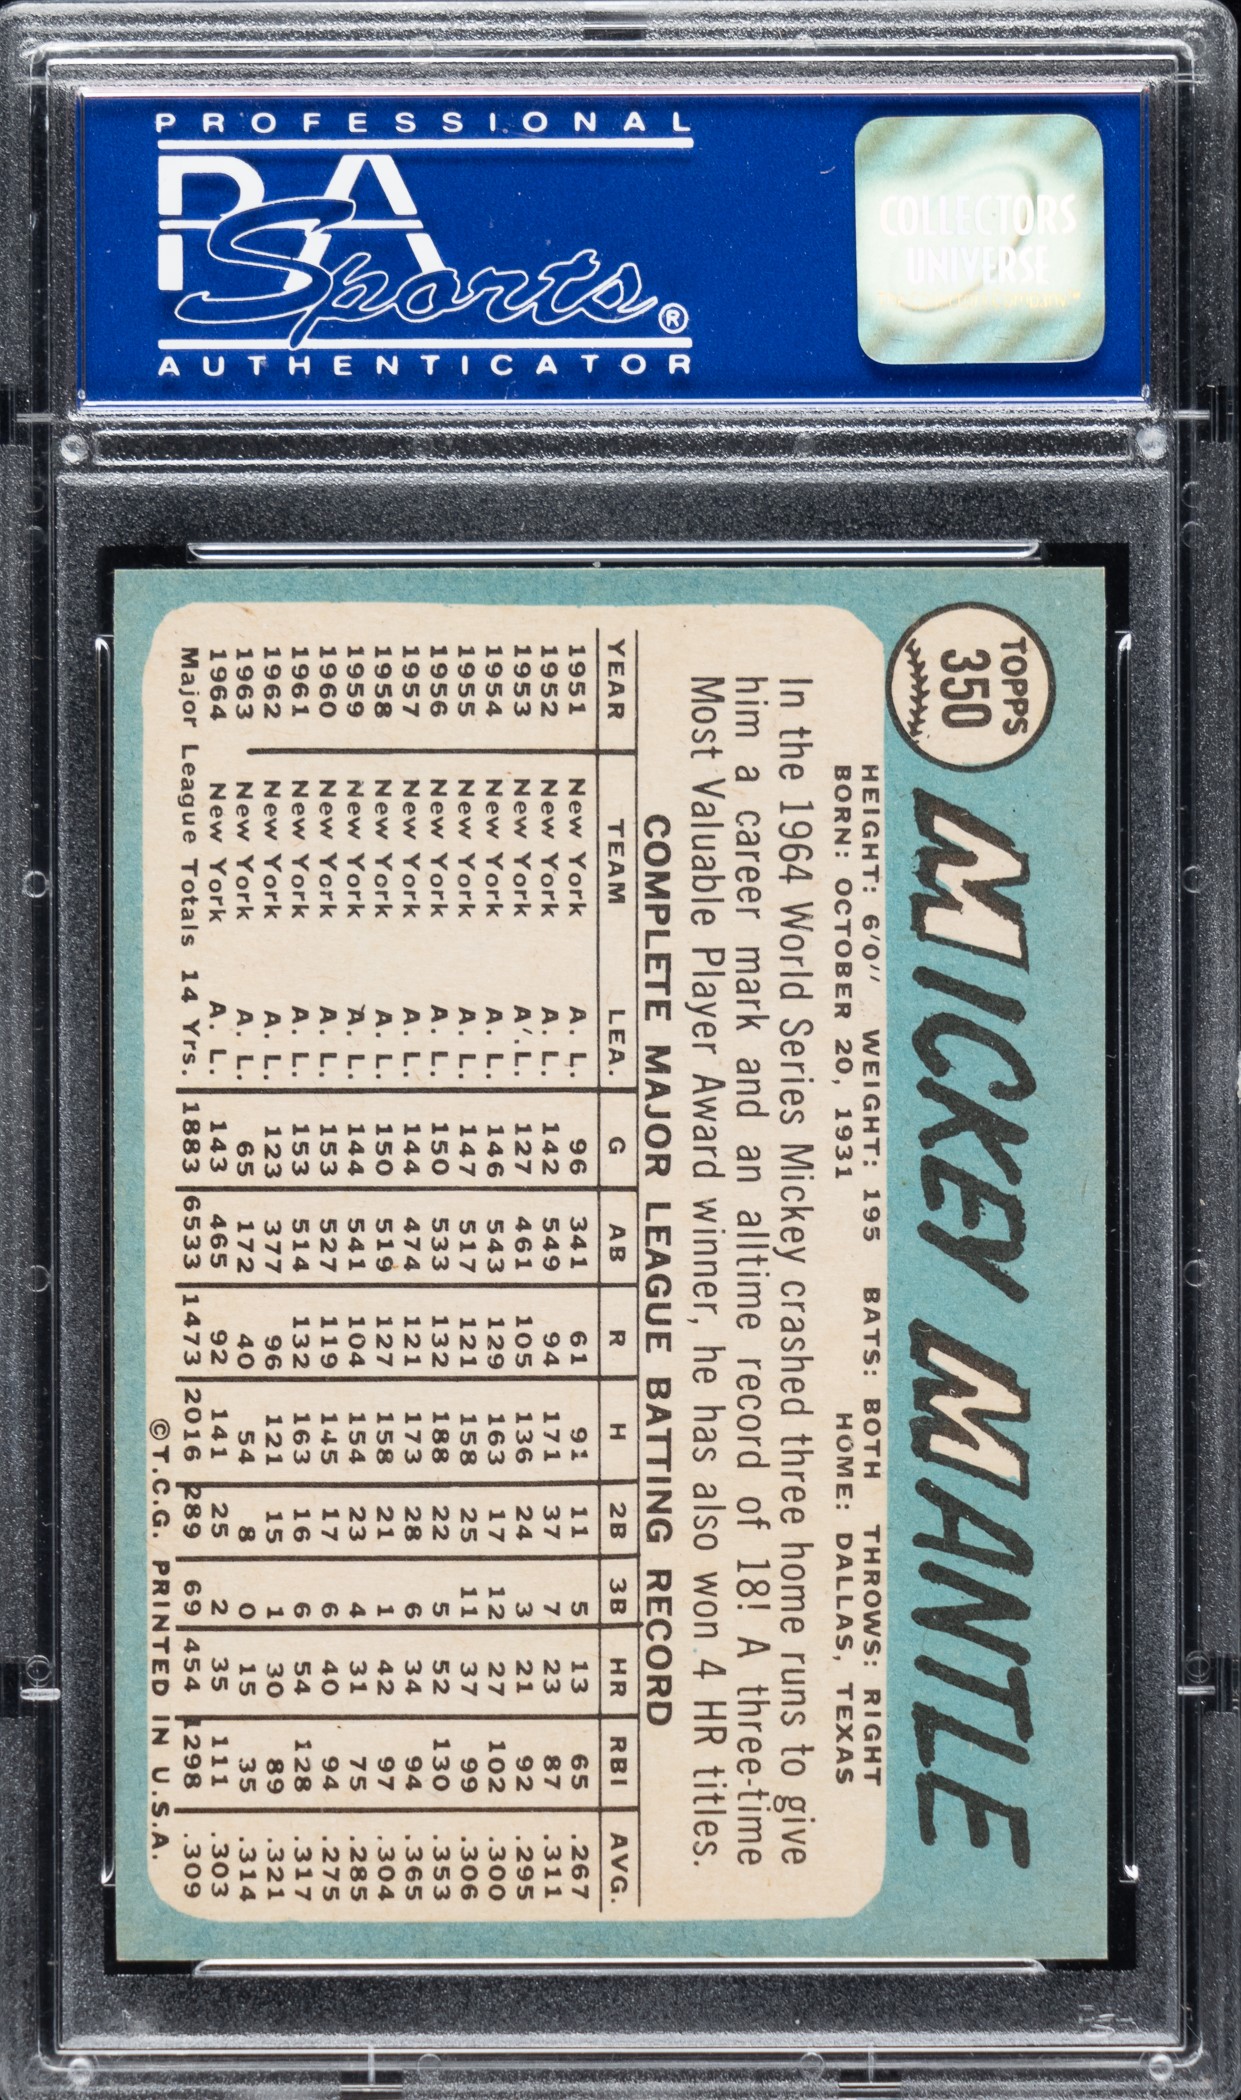 PROFESSIONAL
PSA
Sports®
AUTHENTICATOR
COLLECTORS
UNIVERSE
TOPPS
350
MICKEY MANTLE
HEIGHT: 6'0" WEIGHT: 195 BATS: BOTH THROWS: RIGHT
BORN: OCTOBER 20, 1931 HOME: DALLAS, TEXAS
In the 1964 World Series Mickey crashed three home runs to give
him a career mark and an alltime record of 18! A three-time
Most Valuable Player Award winner, he has also won 4 HR titles.
COMPLETE MAJOR LEAGUE BATTING RECORD
YEAR TEAM LEA. G AB R H 2B 3B HR RBI AVG.
1951 New York A. L. 96 341 61 91 11 5 13 65 .267
1952 New York A. L. 142 549 94 171 37 7 23 87 .311
1953 New York A. L. 127 461 105 136 24 3 21 92 .295
1954 New York A. L. 146 543 129 163 17 12 27 102 .300
1955 New York A. L. 147 517 121 158 25 11 37 99 .306
1956 New York A. L. 150 533 132 188 22 5 52 130 .353
1957 New York A. L. 144 474 121 173 28 6 34 94 .365
1958 New York A. L. 150 519 127 158 21 1 42 97 .304
1959 New York A. L. 144 541 104 154 23 4 31 75 .285
1960 New York A. L. 153 527 119 145 17 6 40 94 .275
1961 New York A. L. 153 514 132 163 16 6 54 128 .317
1962 New York A. L. 123 377 96 121 15 1 30 89 .321
1963 New York A. L. 65 172 40 54 8 0 15 35 .314
1964 New York A. L. 143 465 92 141 25 2 35 111 .303
Major League Totals 14 Yrs. 1883 6533 1473 2016 289 69 454 1298 .309
©T.C.G. PRINTED IN U.S.A.